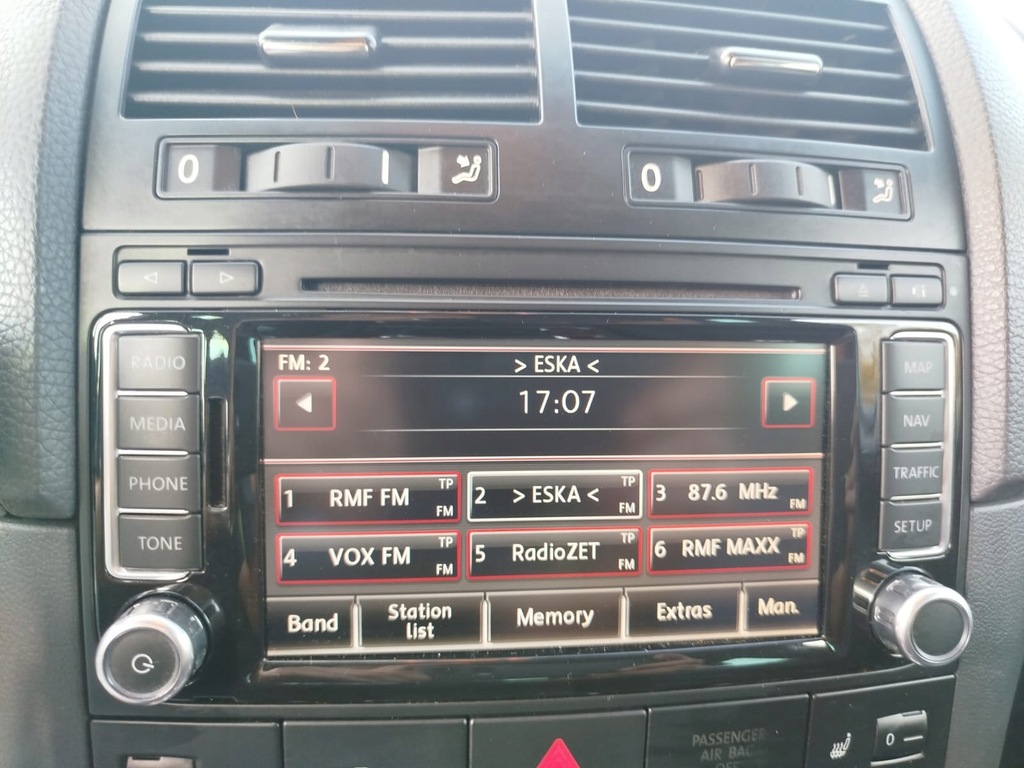 0
0
RADIO
MEDIA
PHONE
TONE
FM: 2
> ESKA <
17:07
1 RMF FM TP FM
2 > ESKA < TP FM
3 87.6 MHz FM
4 VOX FM TP FM
5 RadioZET TP FM
6 RMF MAXX TP FM
Band
Station
list
Memory
Extras
Man.
MAP
NAV
TRAFFIC
SETUP
PASSENGER
AIR BAG
OFF
0